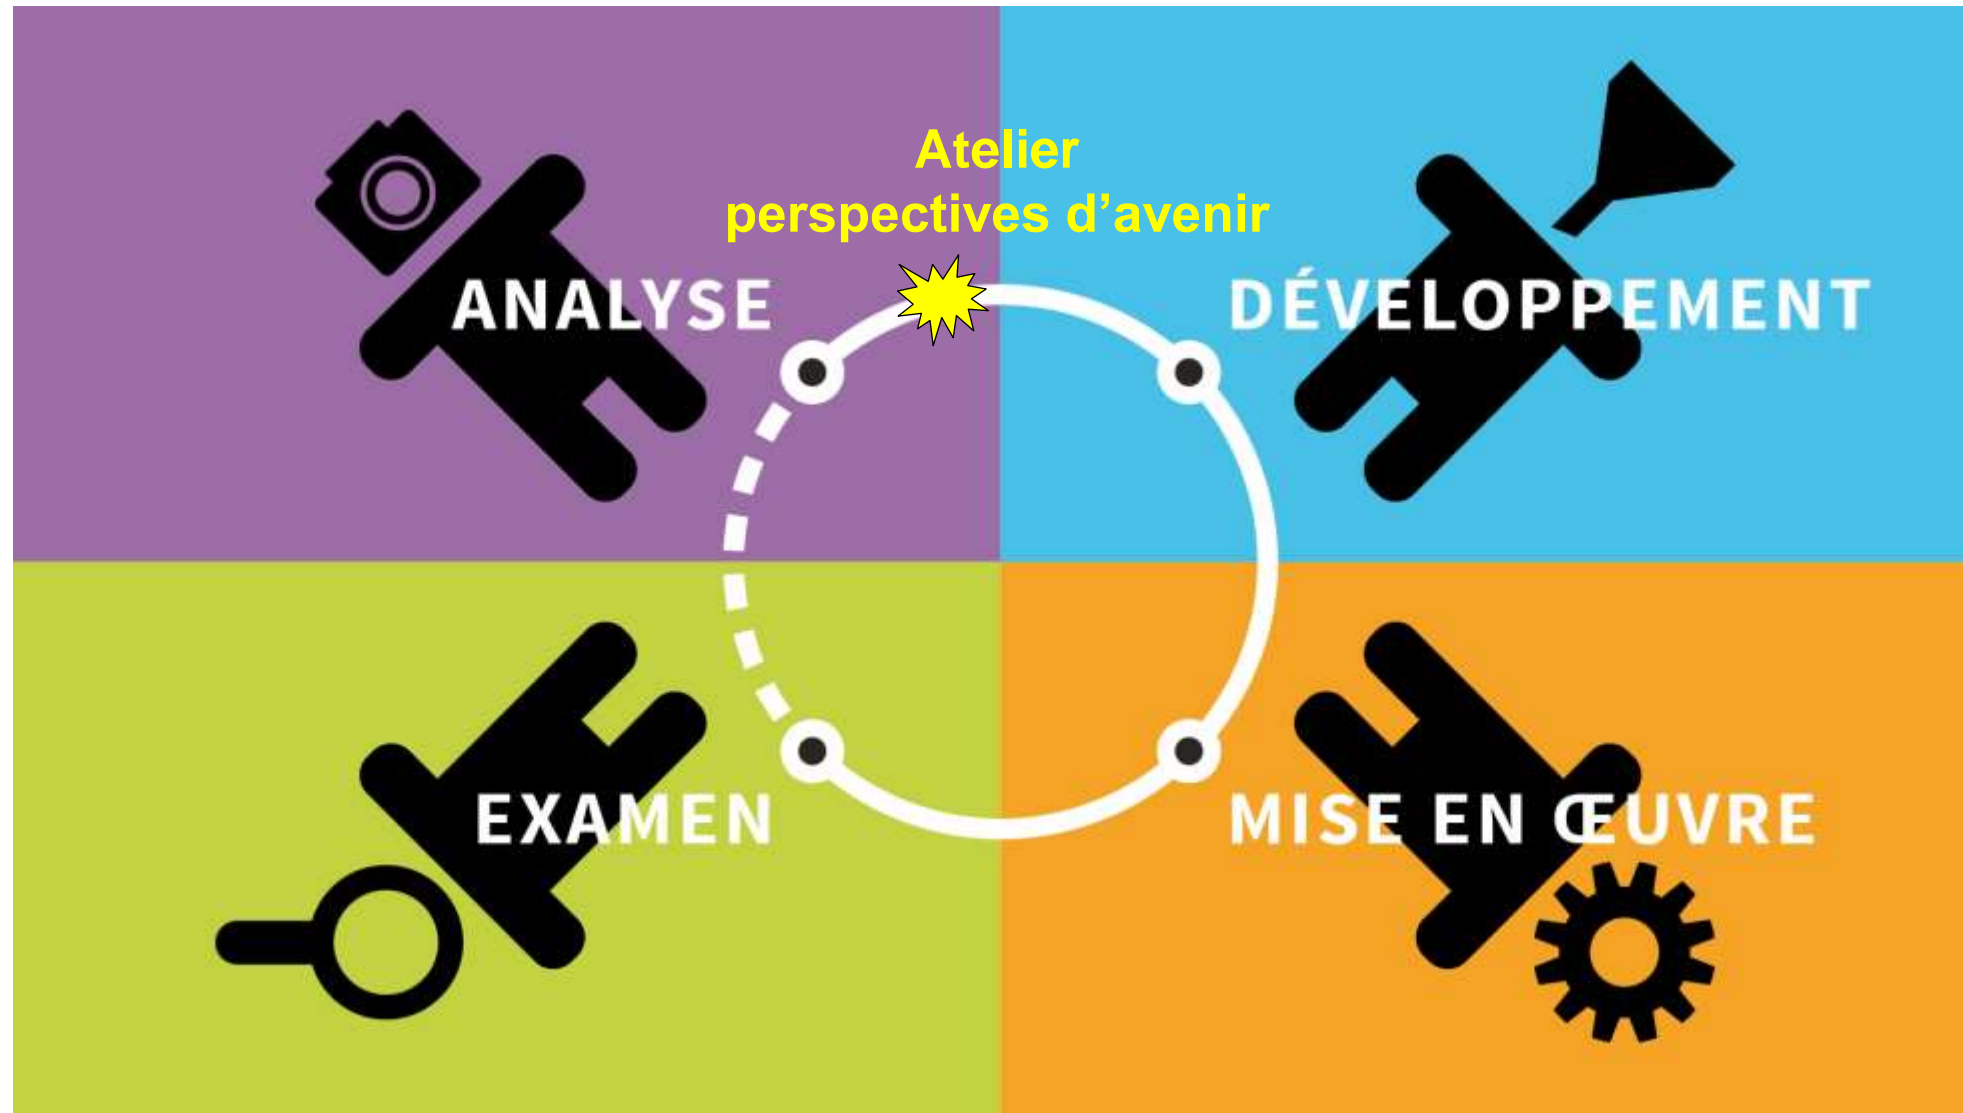 Atelier
perspectives d’avenir
ANALYSE
DÉVELOPPEMENT
EXAMEN
MISE EN ŒUVRE